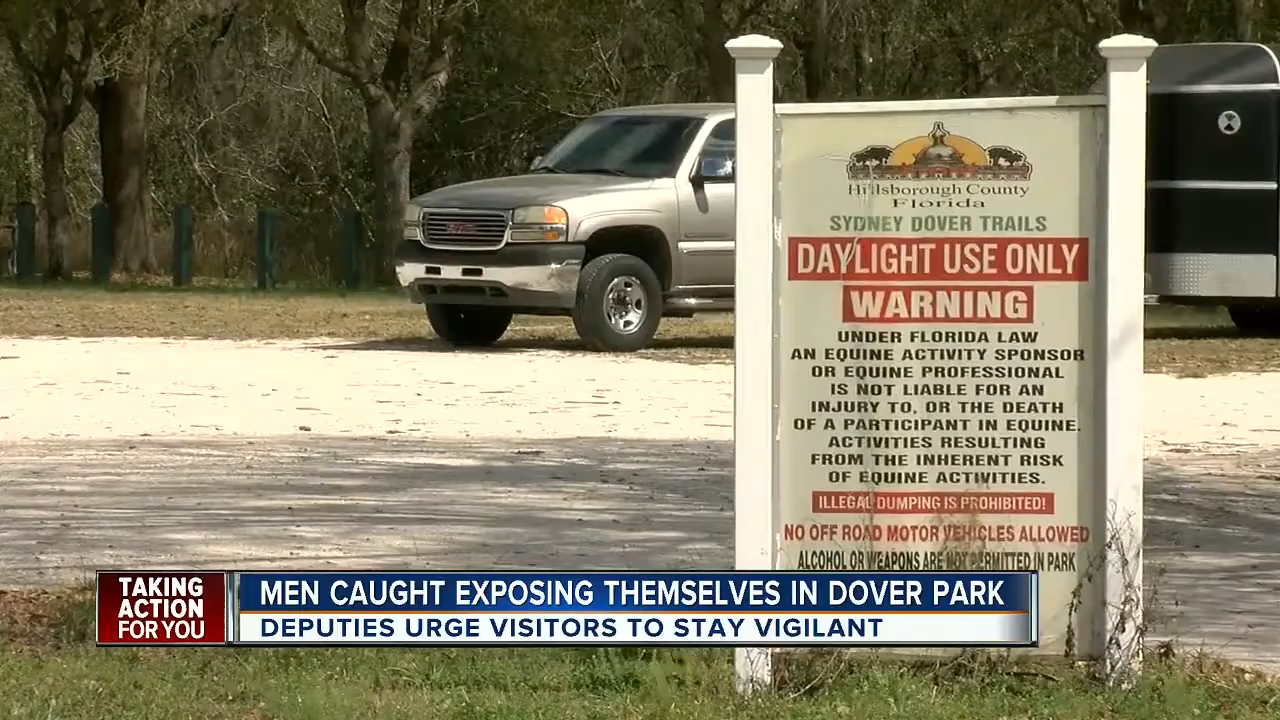 Hillsborough County
Florida
SYDNEY DOVER TRAILS
DAYLIGHT USE ONLY
WARNING
UNDER FLORIDA LAW
AN EQUINE ACTIVITY SPONSOR
OR EQUINE PROFESSIONAL
IS NOT LIABLE FOR AN
INJURY TO, OR THE DEATH
OF A PARTICIPANT IN EQUINE.
ACTIVITIES RESULTING
FROM THE INHERENT RISK
OF EQUINE ACTIVITIES.
ILLEGAL DUMPING IS PROHIBITED!
NO OFF ROAD MOTOR VEHICLES ALLOWED
ALCOHOL OR WEAPONS ARE NOT PERMITTED IN PARK
TAKING
ACTION
FOR YOU
MEN CAUGHT EXPOSING THEMSELVES IN DOVER PARK
DEPUTIES URGE VISITORS TO STAY VIGILANT
GMC